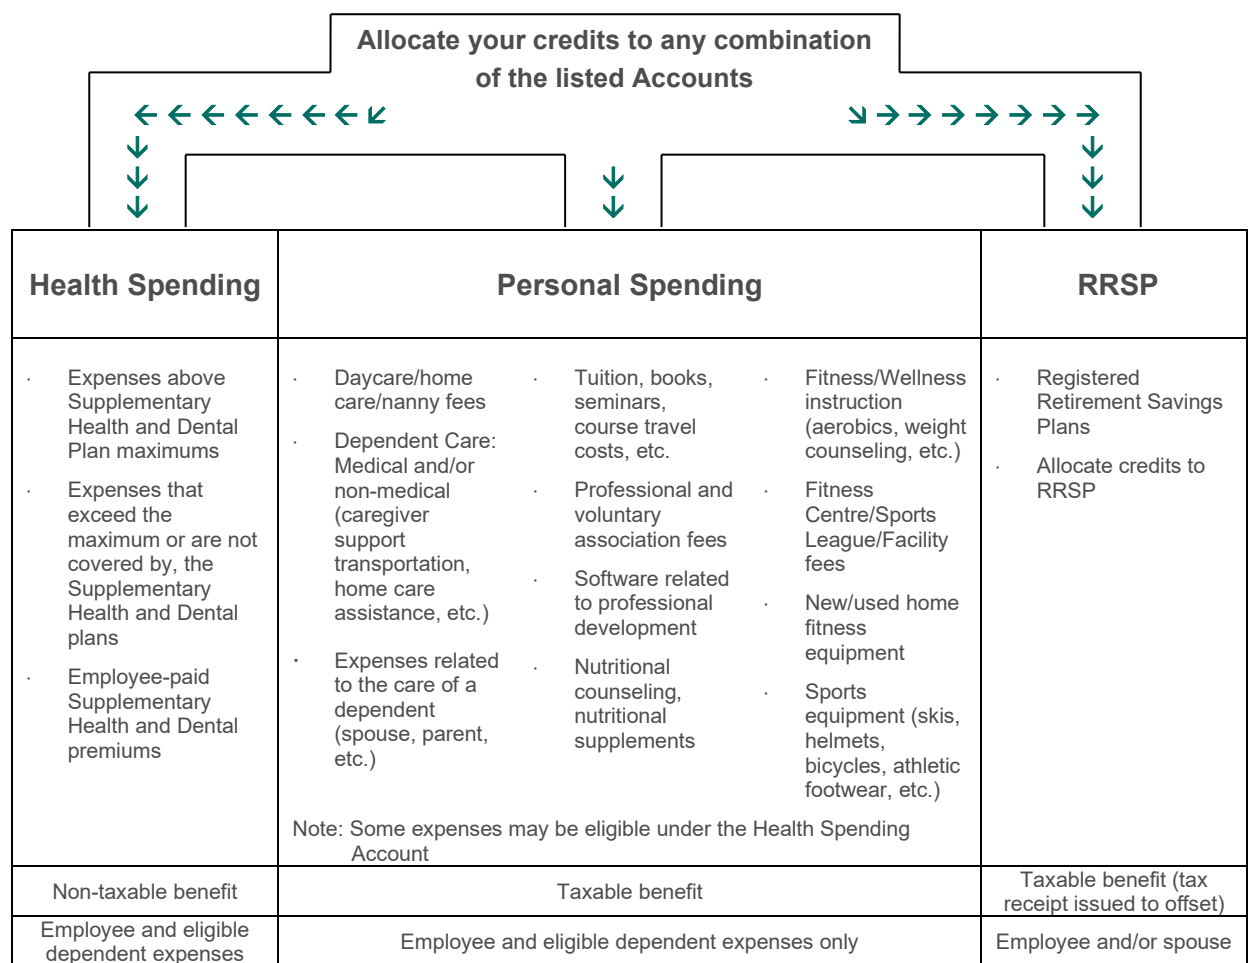 Allocate your credits to any combination
of the listed Accounts
Health Spending
Personal Spending
RRSP
· Expenses above
Supplementary
Health and Dental
Plan maximums
· Expenses that
exceed the
maximum or are not
covered by, the
Supplementary
Health and Dental
plans
· Employee-paid
Supplementary
Health and Dental
premiums
· Daycare/home
care/nanny fees
· Dependent Care:
Medical and/or
non-medical
(caregiver
support
transportation,
home care
assistance, etc.)
· Expenses related
to the care of a
dependent
(spouse, parent,
etc.)
· Tuition, books,
seminars,
course travel
costs, etc.
· Professional and
voluntary
association fees
· Software related
to professional
development
· Nutritional
counseling,
nutritional
supplements
· Fitness/Wellness
instruction
(aerobics, weight
counseling, etc.)
· Fitness
Centre/Sports
League/Facility
fees
· New/used home
fitness
equipment
· Sports
equipment (skis,
helmets,
bicycles, athletic
footwear, etc.)
Note: Some expenses may be eligible under the Health Spending
Account
· Registered
Retirement Savings
Plans
· Allocate credits to
RRSP
Non-taxable benefit
Taxable benefit
Taxable benefit (tax
receipt issued to offset)
Employee and eligible
dependent expenses
Employee and eligible dependent expenses only
Employee and/or spouse